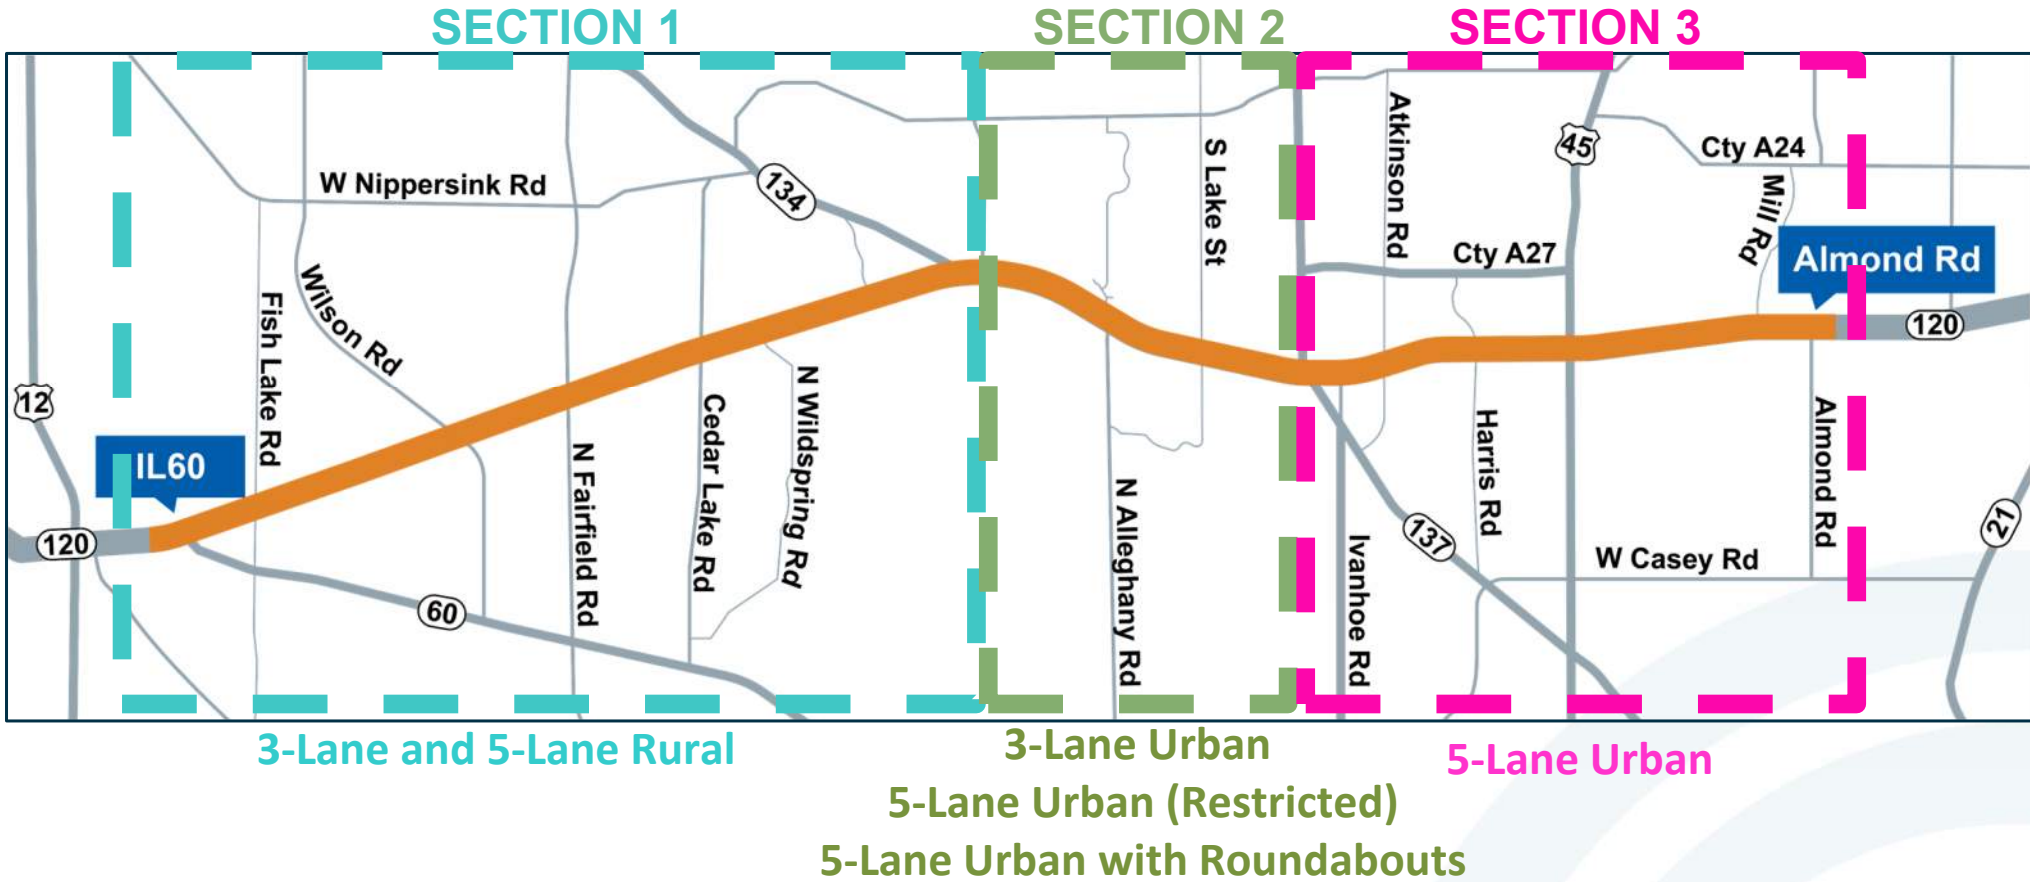 SECTION 1
SECTION 2
SECTION 3
W Nippersink Rd
134
S Lake St
Atkinson Rd
45
Cty A24
Mill Rd
Cty A27
Almond Rd
120
Fish Lake Rd
Wilson Rd
12
IL60
120
N Fairfield Rd
Cedar Lake Rd
N Wildspring Rd
60
N Alleghany Rd
Ivanhoe Rd
137
Harris Rd
W Casey Rd
Almond Rd
21
3-Lane and 5-Lane Rural
3-Lane Urban
5-Lane Urban (Restricted)
5-Lane Urban with Roundabouts
5-Lane Urban